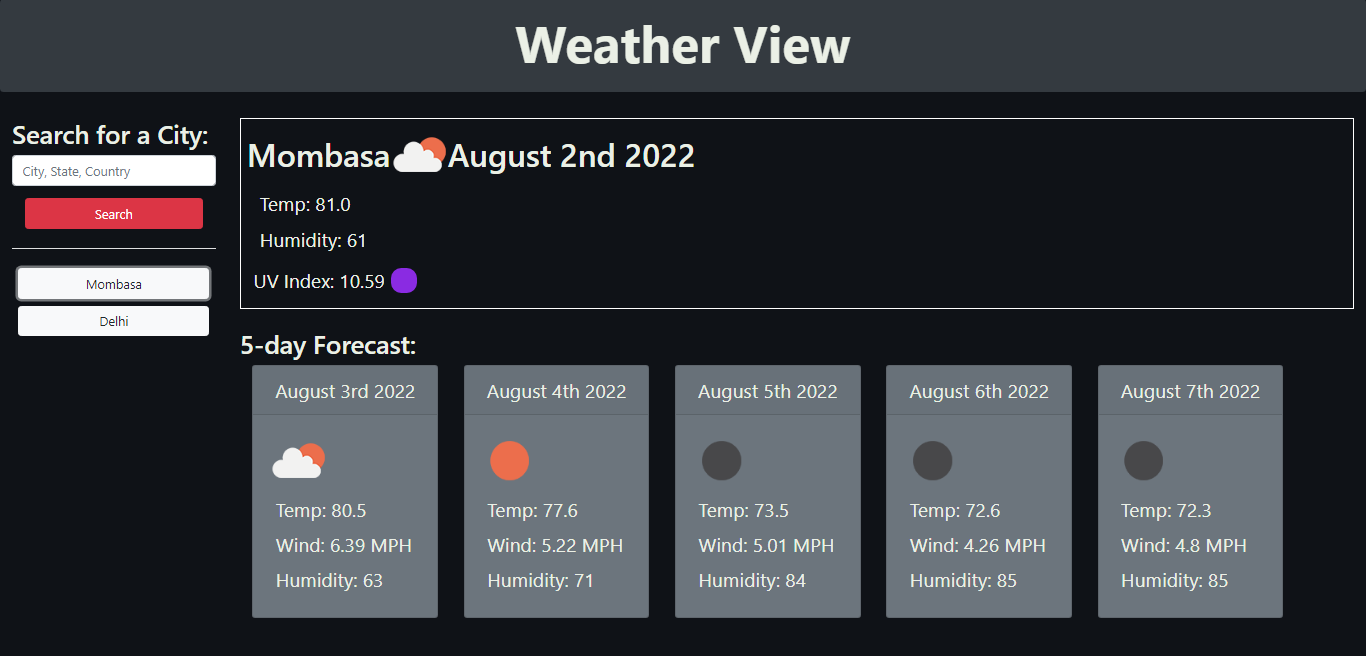 Weather View
Search for a City:
City, State, Country
Search
Mombasa
Delhi
Mombasa August 2nd 2022
Temp: 81.0
Humidity: 61
UV Index: 10.59
5-day Forecast:
August 3rd 2022
Temp: 80.5
Wind: 6.39 MPH
Humidity: 63
August 4th 2022
Temp: 77.6
Wind: 5.22 MPH
Humidity: 71
August 5th 2022
Temp: 73.5
Wind: 5.01 MPH
Humidity: 84
August 6th 2022
Temp: 72.6
Wind: 4.26 MPH
Humidity: 85
August 7th 2022
Temp: 72.3
Wind: 4.8 MPH
Humidity: 85